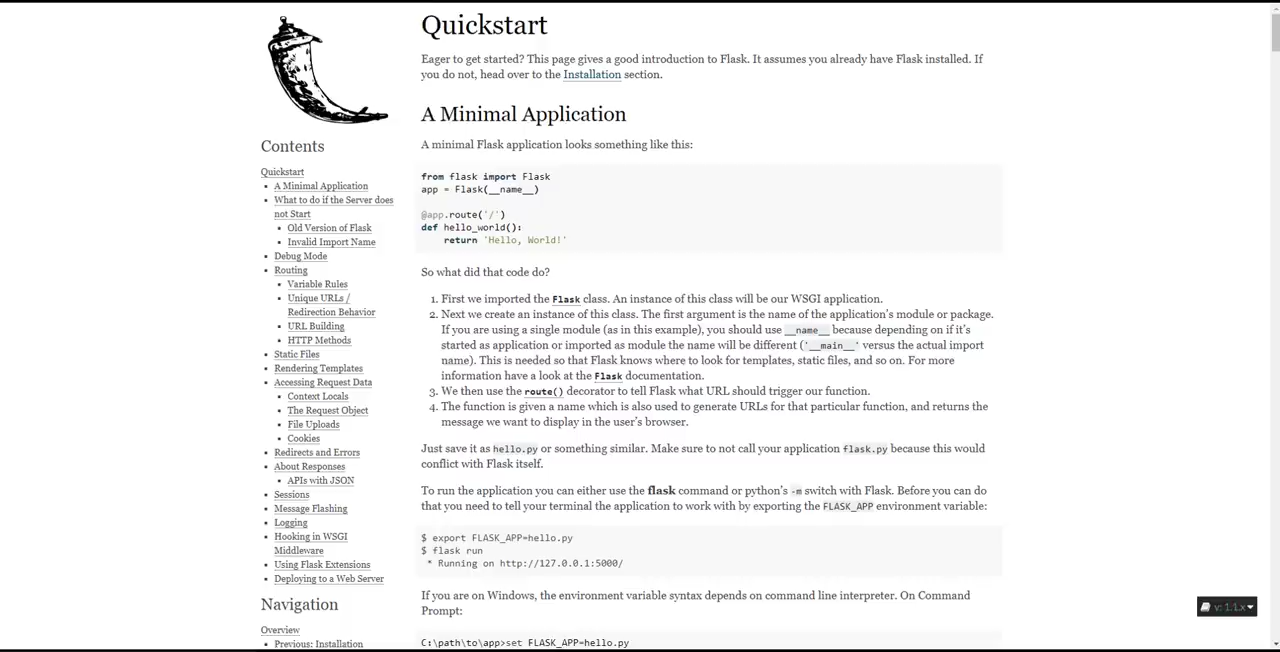 Quickstart
Eager to get started? This page gives a good introduction to Flask. It assumes you already have Flask installed. If
you do not, head over to the Installation section.
A Minimal Application
A minimal Flask application looks something like this:
from flask import Flask
app = Flask(__name__)
@app.route('/')
def hello_world():
    return 'Hello, World!'
So what did that code do?
1. First we imported the Flask class. An instance of this class will be our WSGI application.
2. Next we create an instance of this class. The first argument is the name of the application's module or package.
If you are using a single module (as in this example), you should use __name__ because depending on if it's
started as application or imported as module the name will be different ('__main__' versus the actual import
name). This is needed so that Flask knows where to look for templates, static files, and so on. For more
information have a look at the Flask documentation.
3. We then use the route() decorator to tell Flask what URL should trigger our function.
4. The function is given a name which is also used to generate URLs for that particular function, and returns the
message we want to display in the user's browser.
Just save it as hello.py or something similar. Make sure to not call your application flask.py because this would
conflict with Flask itself.
To run the application you can either use the flask command or python's -m switch with Flask. Before you can do
that you need to tell your terminal the application to work with by exporting the FLASK_APP environment variable:
$ export FLASK_APP=hello.py
$ flask run
 * Running on http://127.0.0.1:5000/
If you are on Windows, the environment variable syntax depends on command line interpreter. On Command
Prompt:
C:\path\to\app>set FLASK_APP=hello.py
Contents
Quickstart
A Minimal Application
What to do if the Server does
not Start
Old Version of Flask
Invalid Import Name
Debug Mode
Routing
Variable Rules
Unique URLs /
Redirection Behavior
URL Building
HTTP Methods
Static Files
Rendering Templates
Accessing Request Data
Context Locals
The Request Object
File Uploads
Cookies
Redirects and Errors
About Responses
APIs with JSON
Sessions
Message Flashing
Logging
Hooking in WSGI
Middleware
Using Flask Extensions
Deploying to a Web Server
Navigation
Overview
Previous: Installation
v: 1.1.x